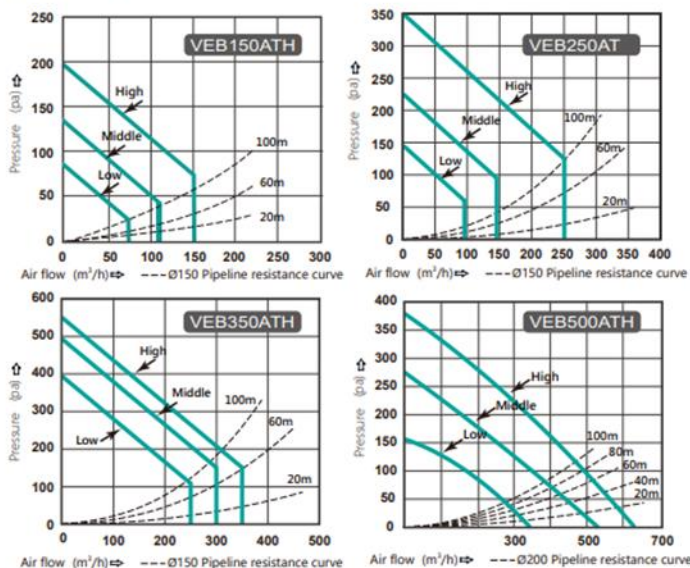 VEB150ATH
Pressure (pa)
250
200
150
100
50
0
High
Middle
Low
100m
60m
20m
0 50 100 150 200 250 300
Air flow (m³/h) Ø150 Pipeline resistance curve
VEB250AT
350
300
250
200
150
100
50
0
High
Middle
Low
100m
60m
20m
0 50 100 150 200 250 300 350 400
Air flow (m³/h) Ø150 Pipeline resistance curve
VEB350ATH
Pressure (pa)
600
500
400
300
200
100
0
High
Middle
Low
100m
60m
20m
0 100 200 300 400 500
Air flow (m³/h) Ø150 Pipeline resistance curve
VEB500ATH
Pressure (pa)
400
350
300
250
200
150
100
50
0
High
Middle
Low
100m
80m
60m
40m
20m
0 100 200 300 400 500 600 700
Air flow (m³/h) Ø200 Pipeline resistance curve